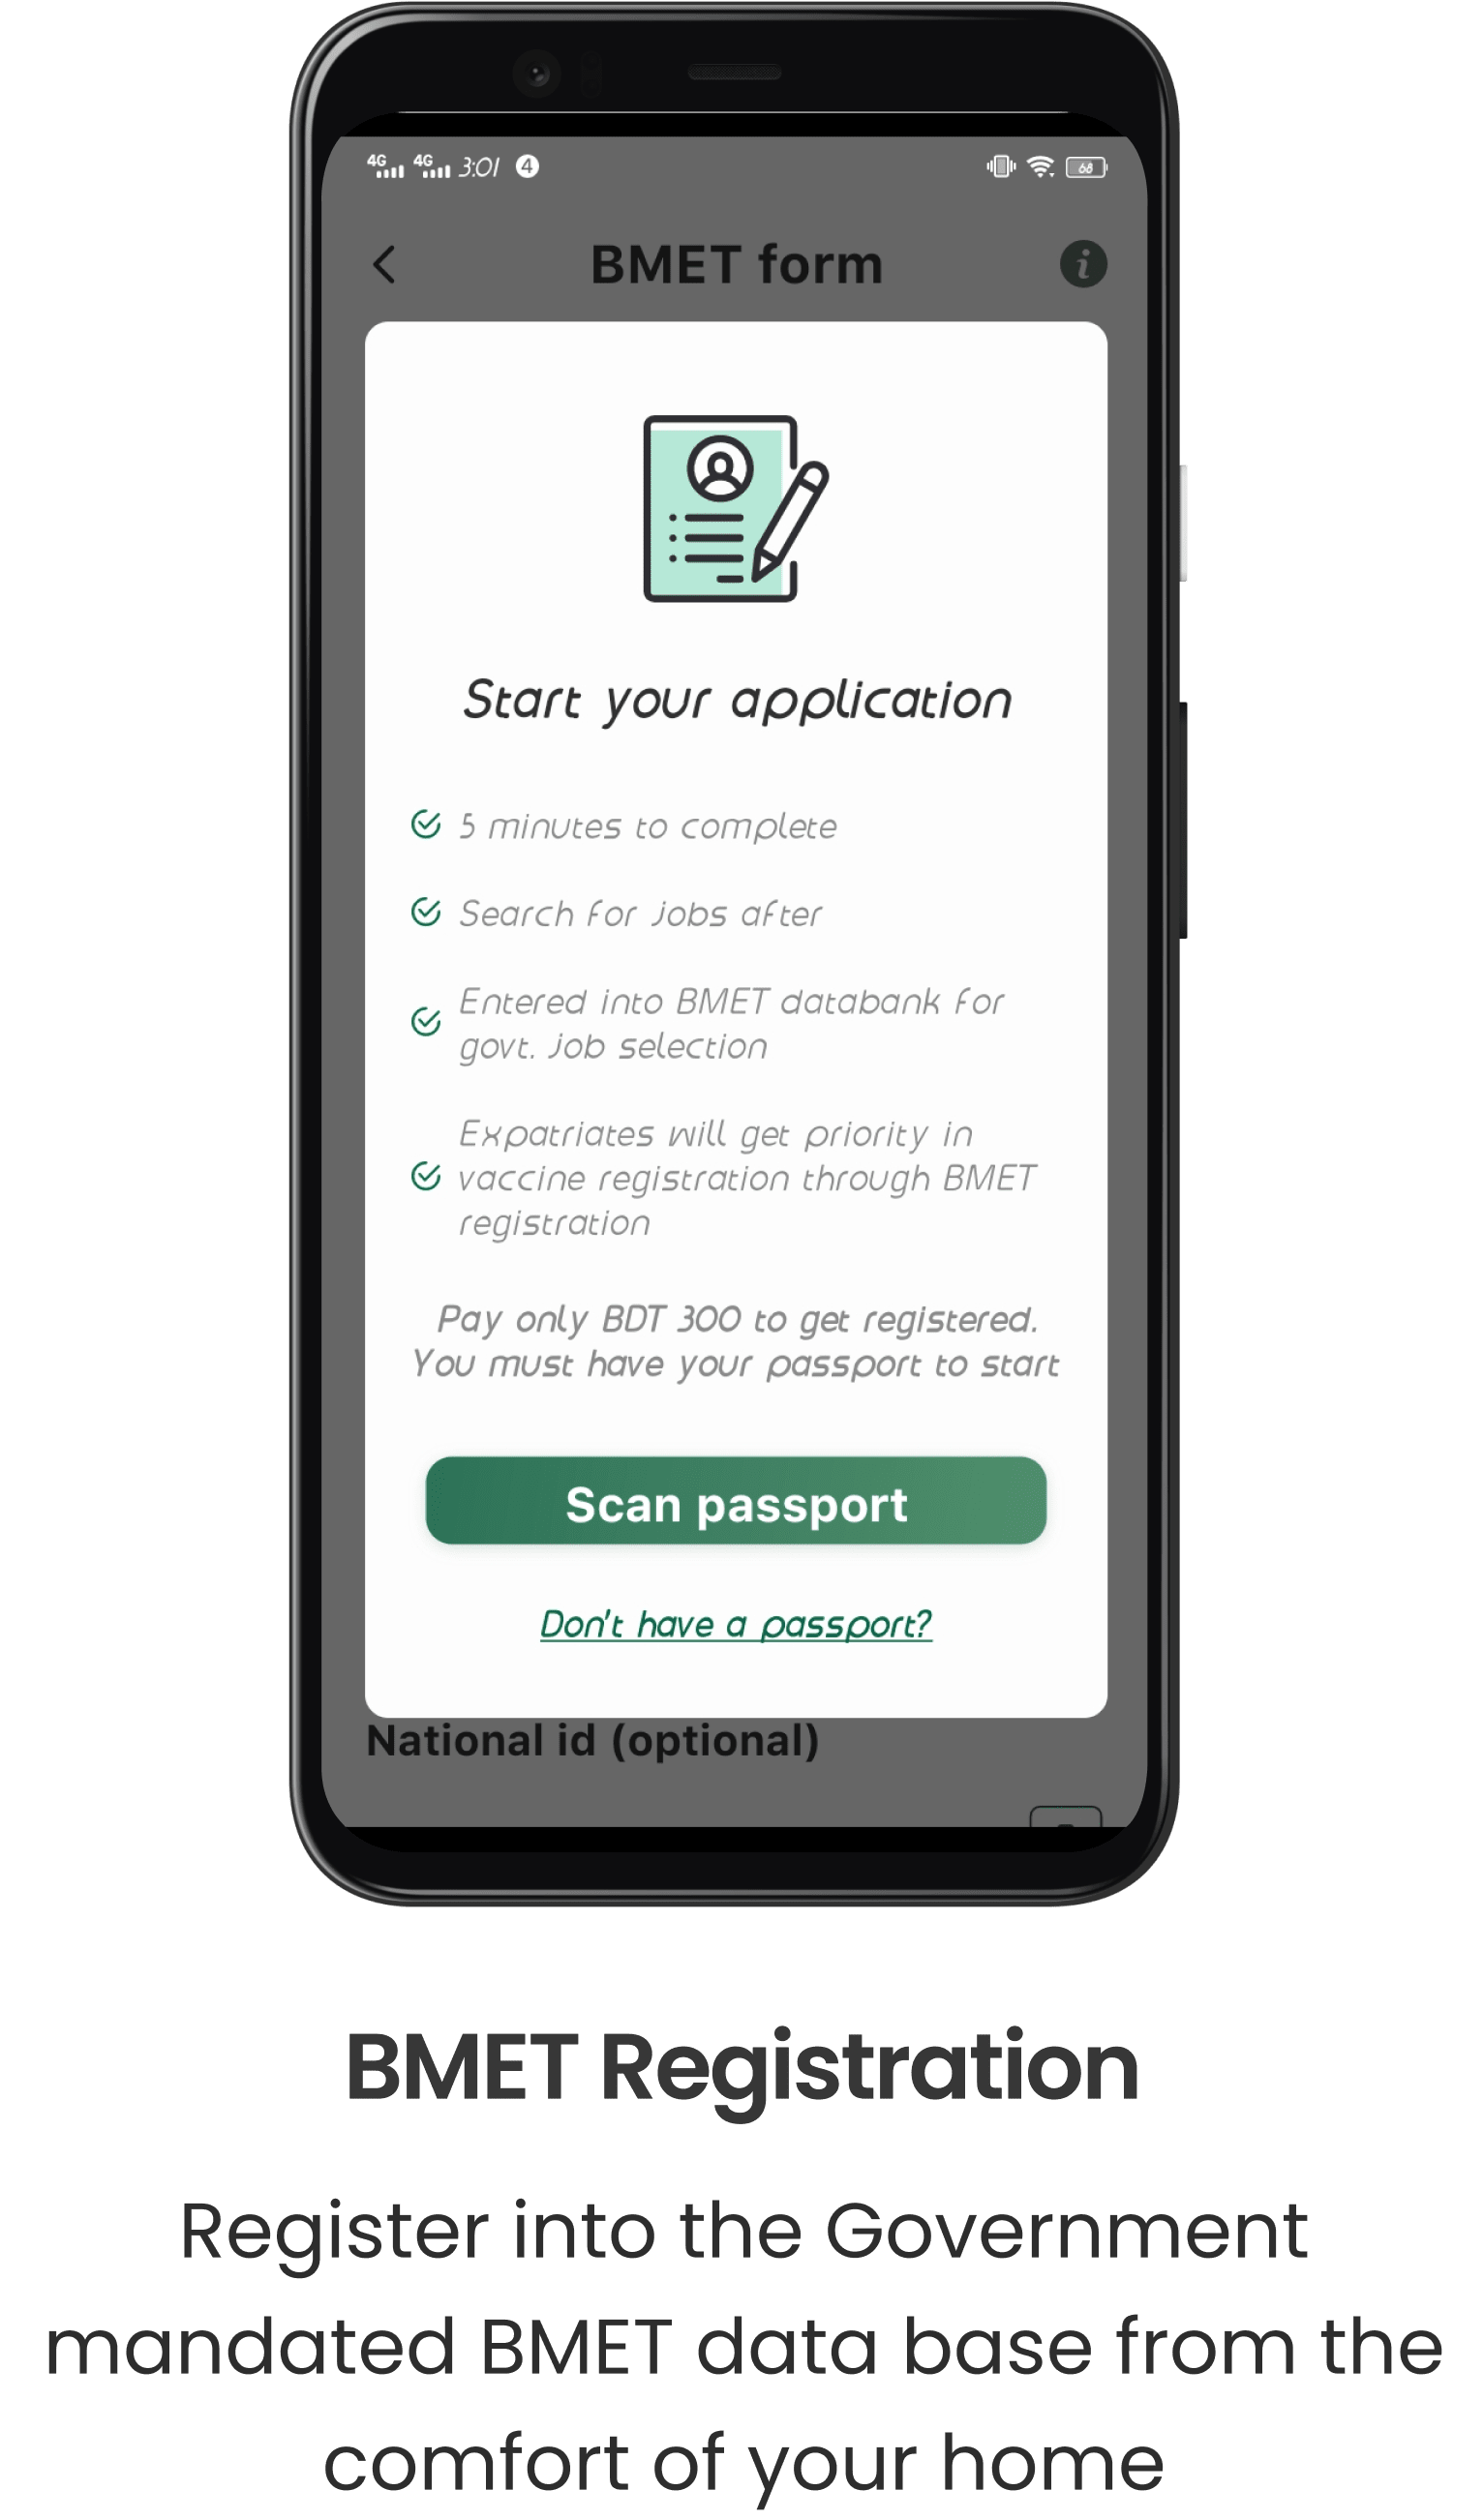 4G 4G 3:01 4 68
BMET form
i
Start your application
5 minutes to complete
Search for jobs after
Entered into BMET databank for
govt. job selection
Expatriates will get priority in
vaccine registration through BMET
registration
Pay only BDT 300 to get registered.
You must have your passport to start
Scan passport
Don't have a passport?
National id (optional)
BMET Registration
Register into the Government
mandated BMET data base from the
comfort of your home